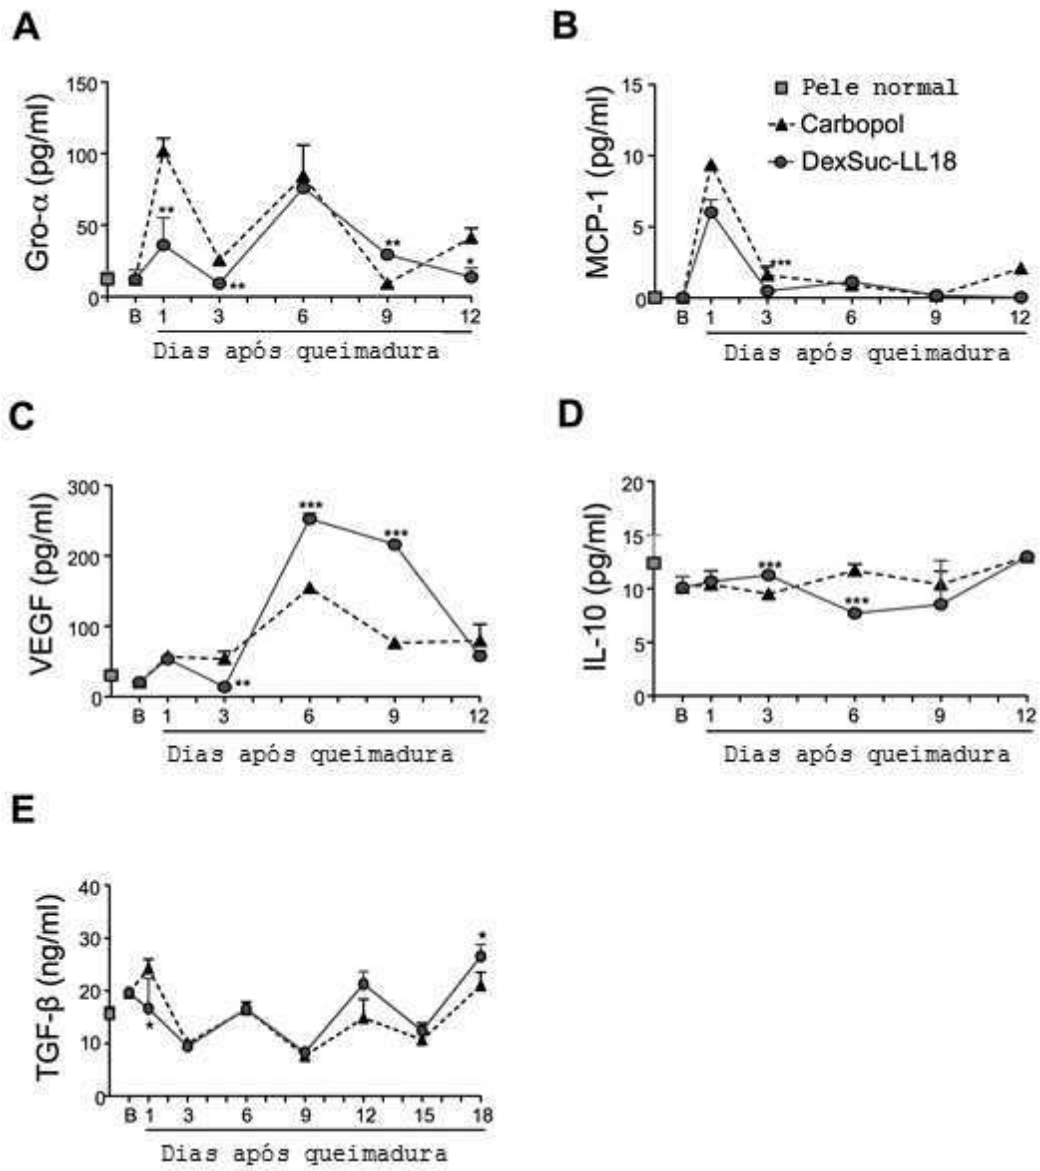 A
Gro-α (pg/ml)
150
100
50
0
**
**
**
*
B 1 3 6 9 12
Dias após queimadura
B
MCP-1 (pg/ml)
15
10
5
0
Pele normal
Carbopol
DexSuc-LL18
***
B 1 3 6 9 12
Dias após queimadura
C
VEGF (pg/ml)
300
200
100
0
***
***
**
B 1 3 6 9 12
Dias após queimadura
D
IL-10 (pg/ml)
20
15
10
5
0
***
***
B 1 3 6 9 12
Dias após queimadura
E
TGF-β (ng/ml)
40
30
20
10
0
*
*
B 1 3 6 9 12 15 18
Dias após queimadura